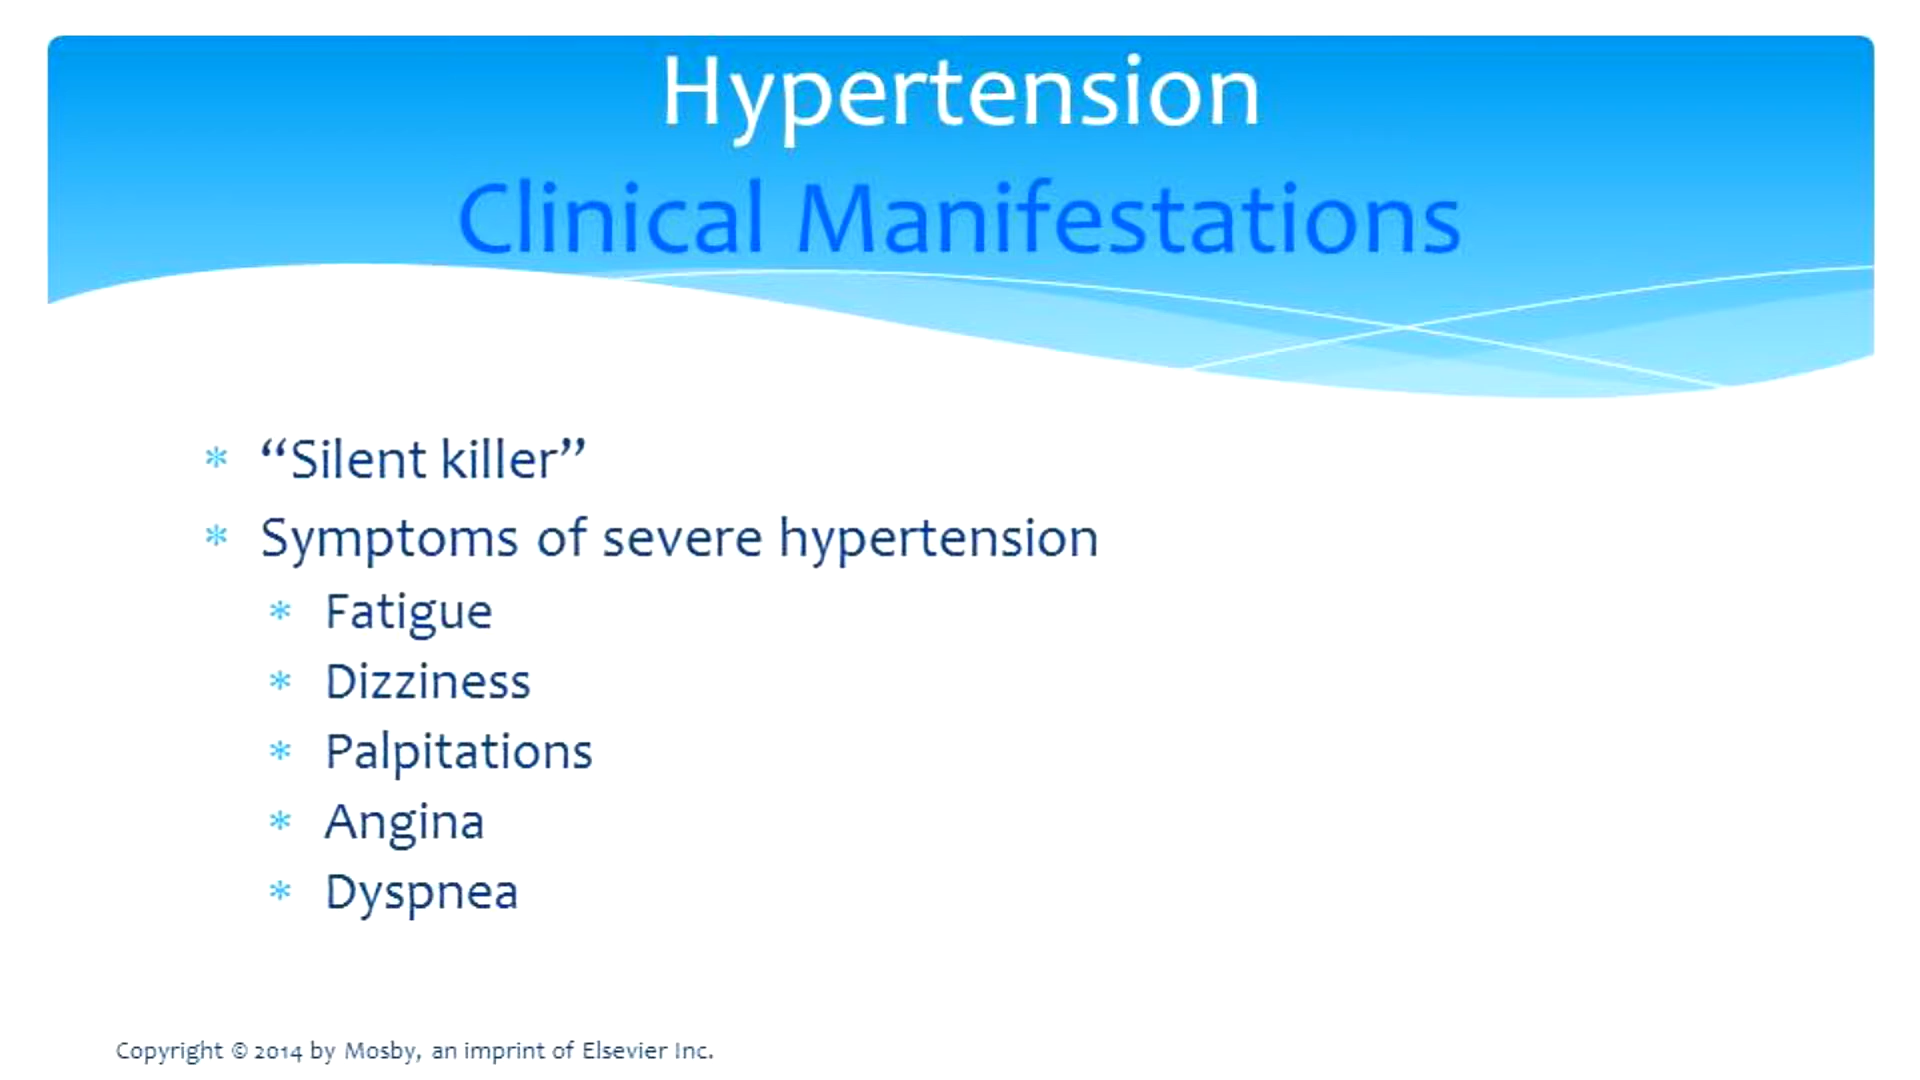 Hypertension
Clinical Manifestations
* “Silent killer”
* Symptoms of severe hypertension
* Fatigue
* Dizziness
* Palpitations
* Angina
* Dyspnea
Copyright © 2014 by Mosby, an imprint of Elsevier Inc.